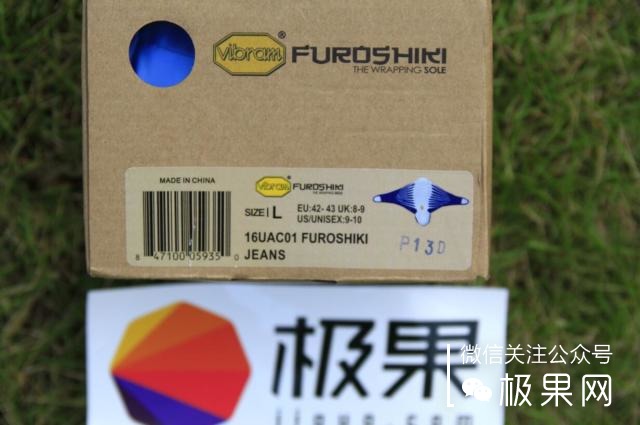 vibram® FUROSHIKI
THE WRAPPING SOLE
MADE IN CHINA
vibram FUROSHIKI
SIZE | L
EU:42- 43 UK:8-9
US/UNISEX:9-10
16UAC01 FUROSHIKI
JEANS
8 47100 05935 0
P13D
极果
微信关注公众号
极果网